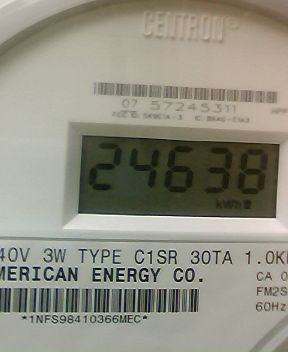 CENTRON®
07 57245311
24638
kWh
40V 3W TYPE C1SR 30TA 1.0K
MERICAN ENERGY CO.
CA 0
FM2S
60Hz
*1NFS98410366MEC*